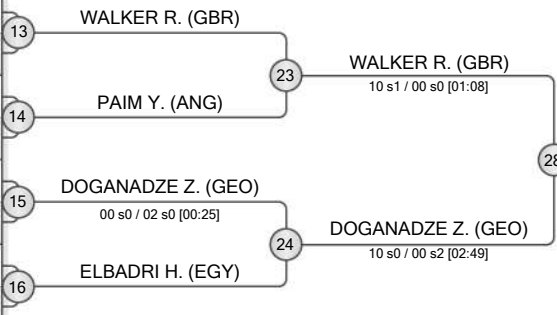 13
WALKER R. (GBR)
23
WALKER R. (GBR)
10 s1 / 00 s0 [01:08]
14
PAIM Y. (ANG)
28
15
DOGANADZE Z. (GEO)
00 s0 / 02 s0 [00:25]
24
DOGANADZE Z. (GEO)
10 s0 / 00 s2 [02:49]
16
ELBADRI H. (EGY)